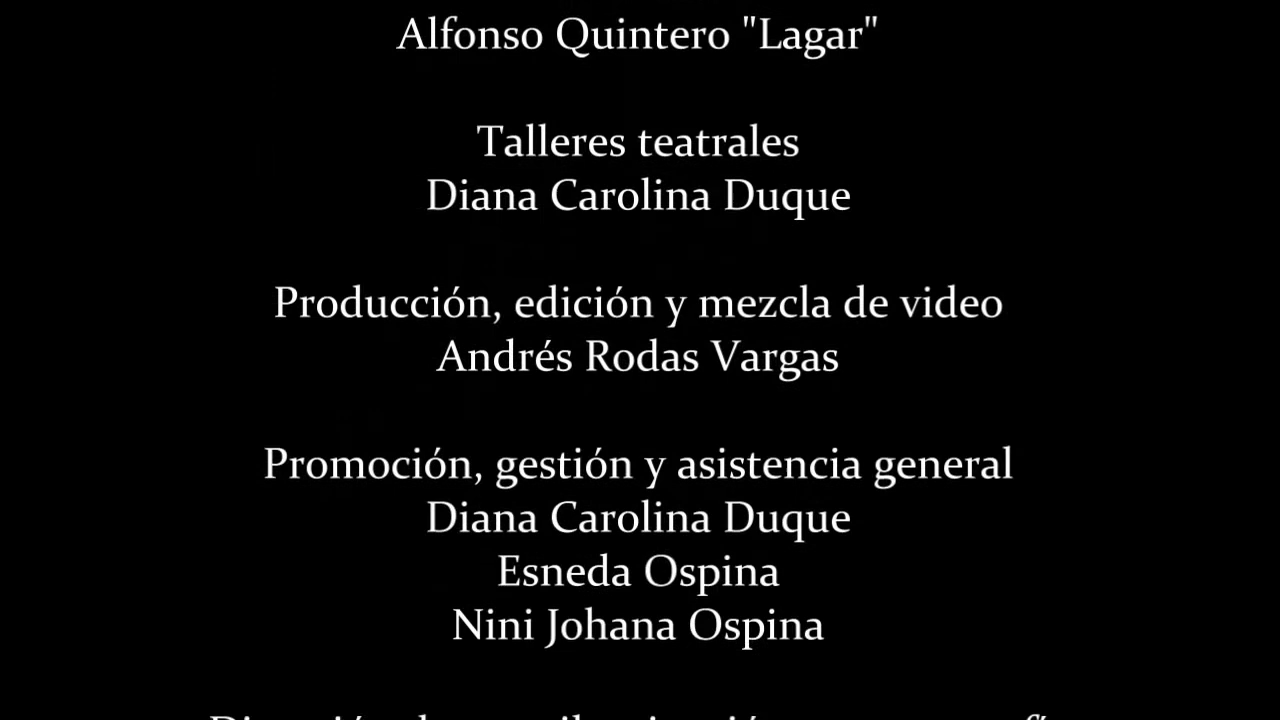 Alfonso Quintero "Lagar"
Talleres teatrales
Diana Carolina Duque
Producción, edición y mezcla de video
Andrés Rodas Vargas
Promoción, gestión y asistencia general
Diana Carolina Duque
Esneda Ospina
Nini Johana Ospina